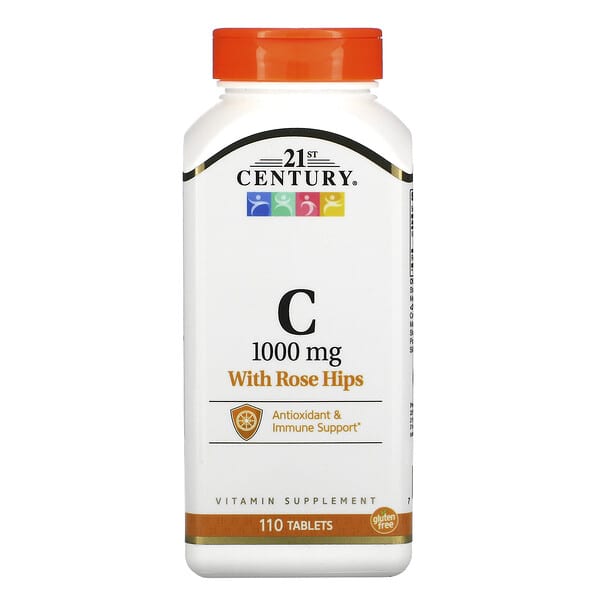 21ST
CENTURY®
C
1000 mg
With Rose Hips
Antioxidant &
Immune Support*
VITAMIN SUPPLEMENT
110 TABLETS
gluten
free